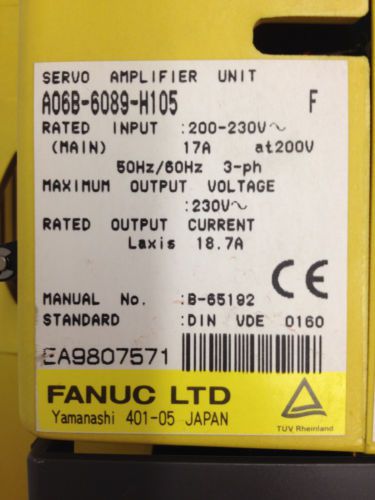 SERVO AMPLIFIER UNIT
A06B-6089-H105 F
RATED INPUT :200-230V~
(MAIN) 17A at200V
50Hz/60Hz 3-ph
MAXIMUM OUTPUT VOLTAGE
:230V~
RATED OUTPUT CURRENT
Laxis 18.7A
CE
MANUAL No. :B-65192
STANDARD :DIN VDE 0160
EA9807571
FANUC LTD
Yamanashi 401-05 JAPAN
TUV Rheinland